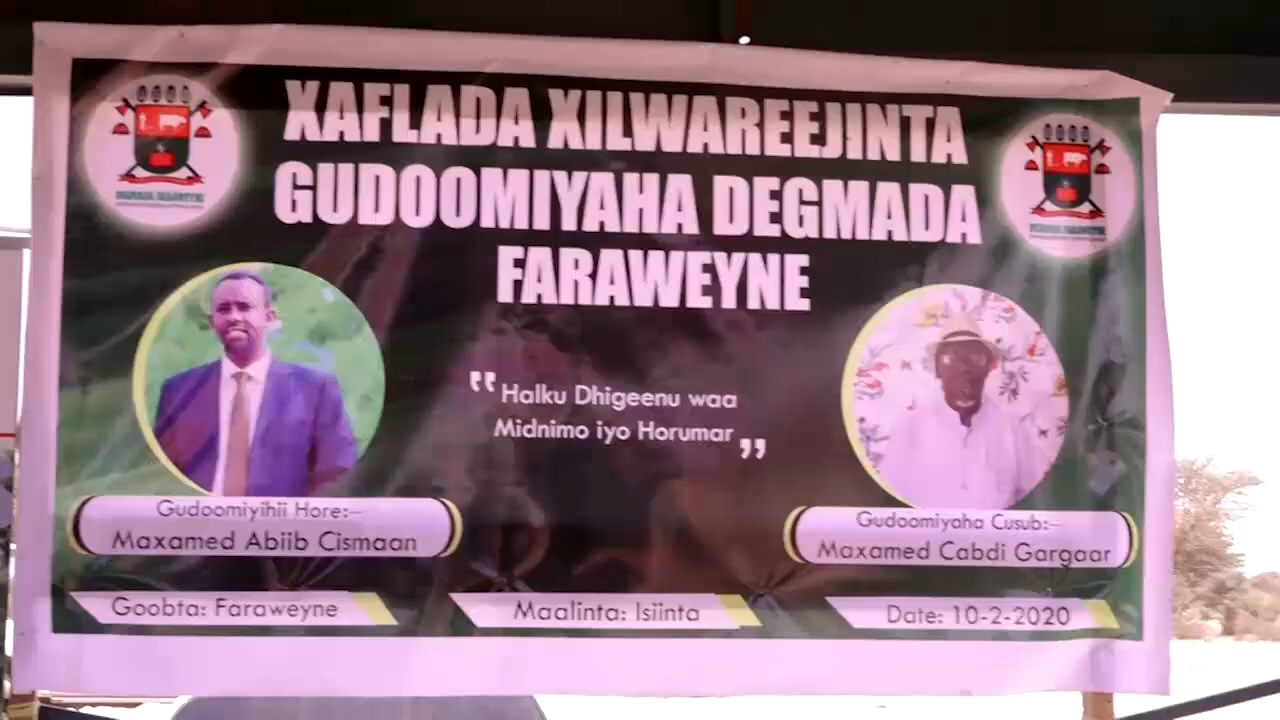 XAFLADA XILWAREEJINTA
GUDOOMIYAHA DEGMADA
FARAWEYNE
"Halku Dhigeenu waa
Midnimo iyo Horumar"
Gudoomiyihii Hore:-
Maxamed Abiib Cismaan
Gudoomiyaha Cusub:-
Maxamed Cabdi Gargaar
Goobta: Faraweyne
Maalinta: Isiinta
Date: 10-2-2020